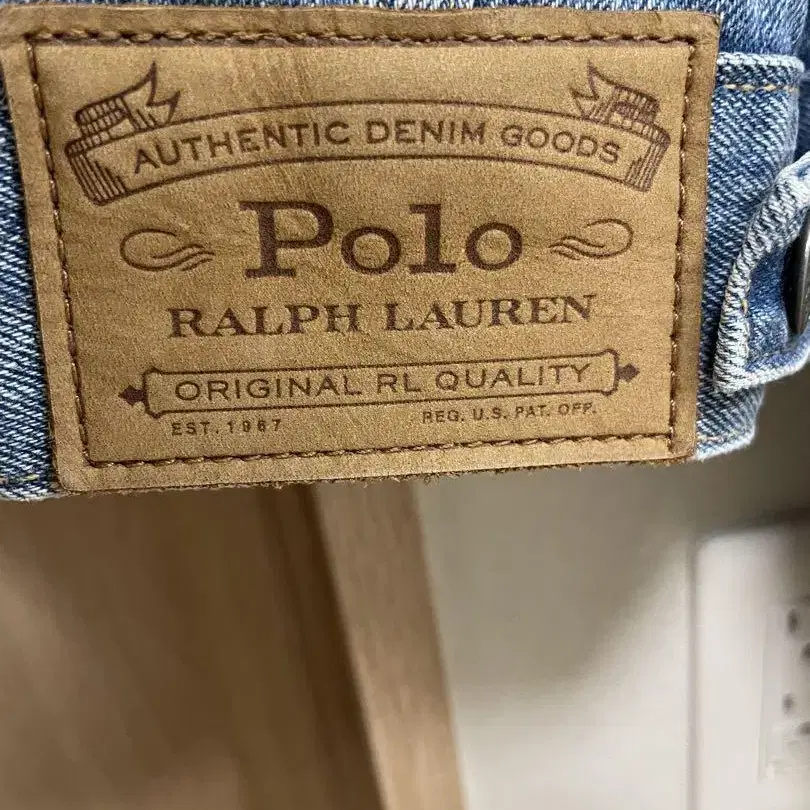 AUTHENTIC DENIM GOODS
Polo
RALPH LAUREN
ORIGINAL RL QUALITY
EST. 1967 REG. U.S. PAT. OFF.